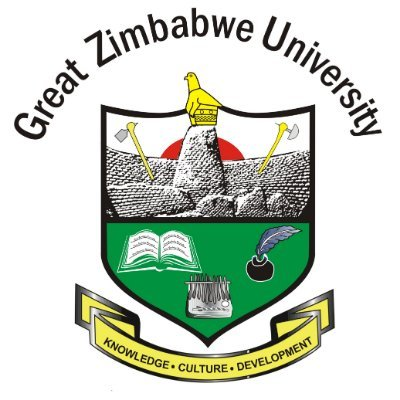 Great Zimbabwe University
KNOWLEDGE • CULTURE • DEVELOPMENT